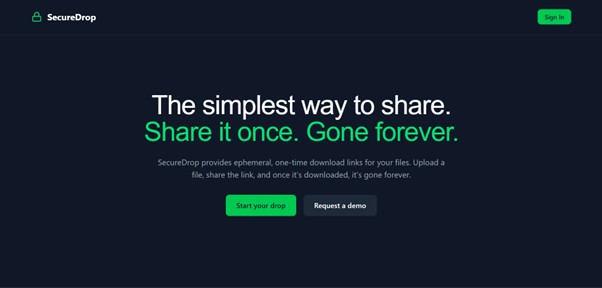 SecureDrop
Sign In
The simplest way to share.
Share it once. Gone forever.
SecureDrop provides ephemeral, one-time download links for your files. Upload a
file, share the link, and once it's downloaded, it's gone forever.
Start your drop
Request a demo